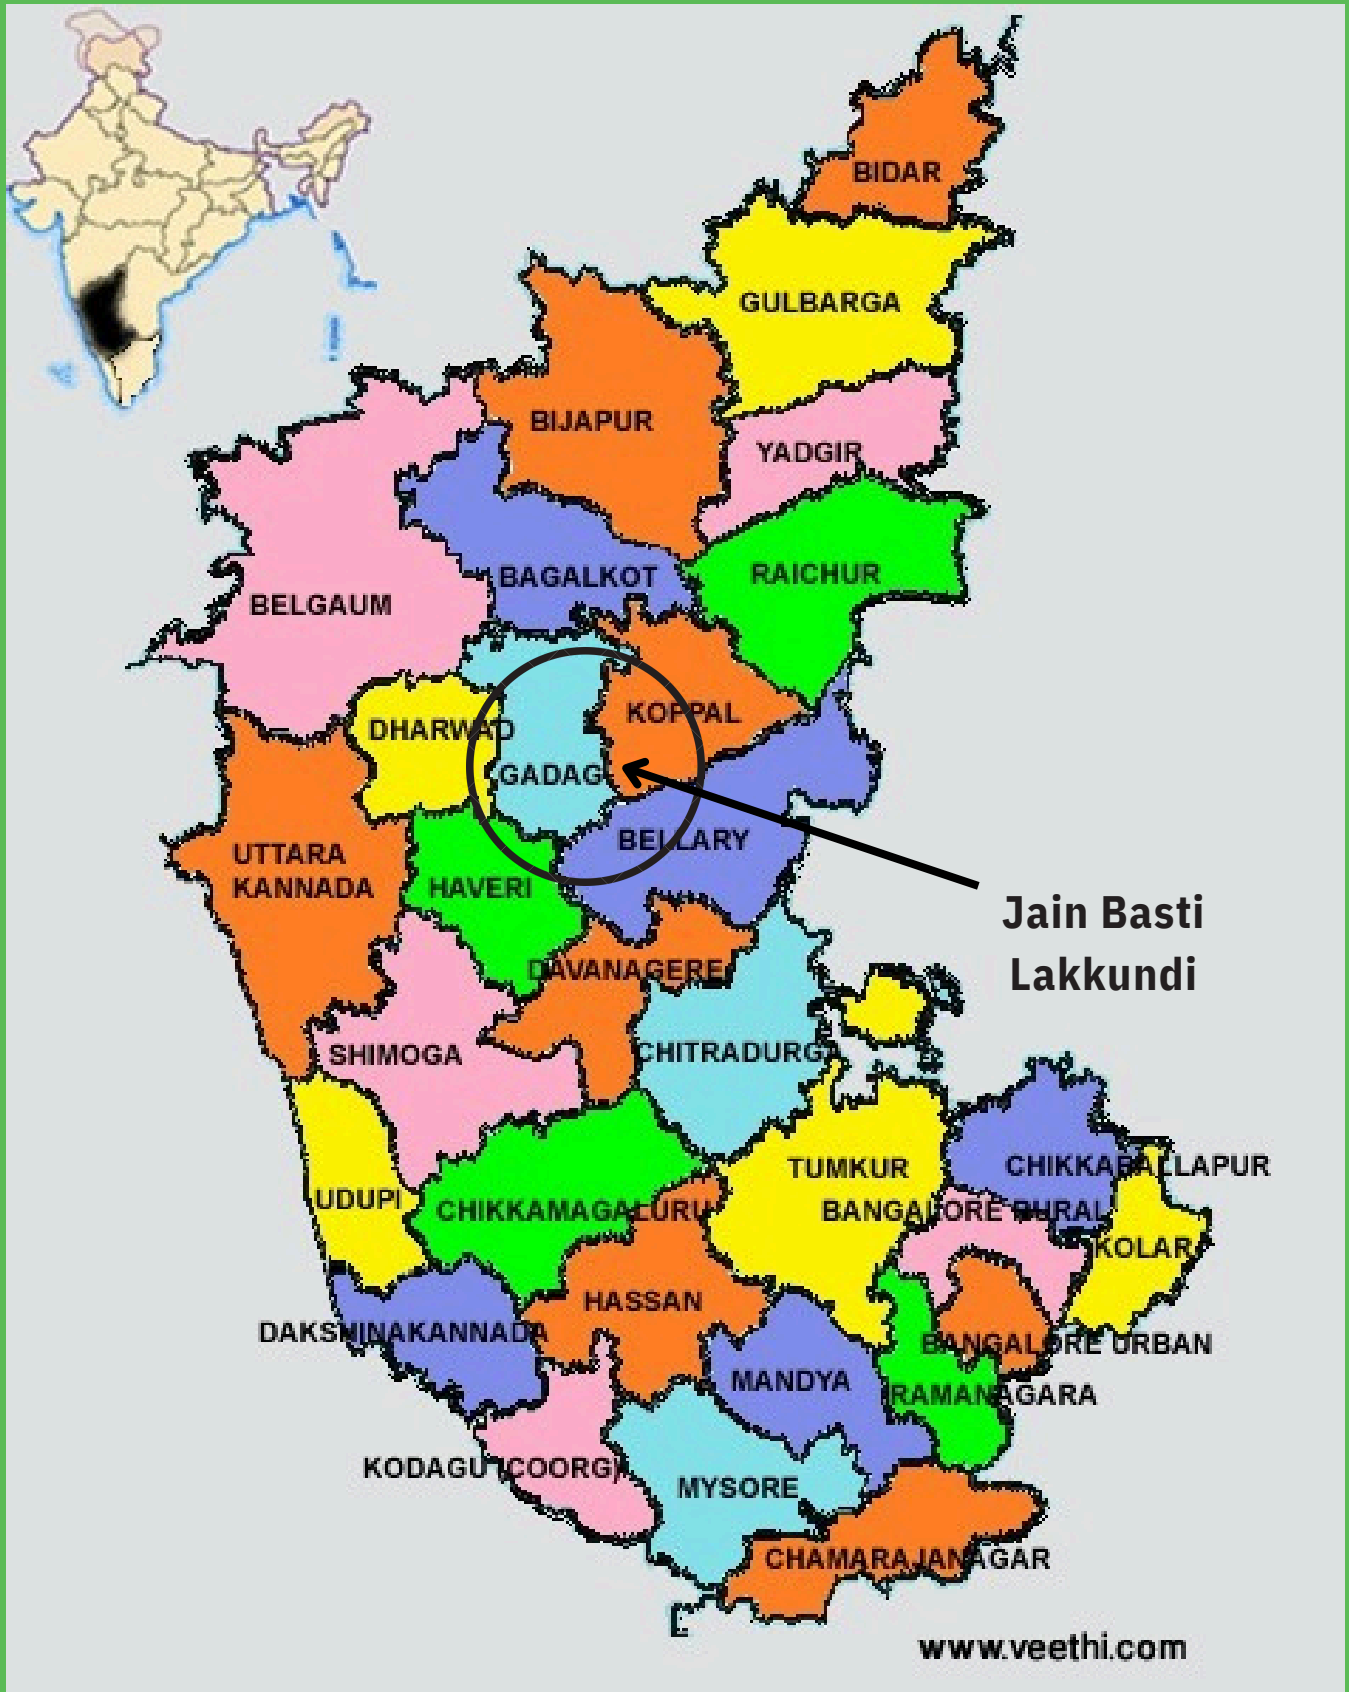 BIDAR
GULBARGA
BIJAPUR
YADGIR
BAGALKOT
RAICHUR
BELGAUM
KOPPAL
DHARWAD
GADAG
BELLARY
UTTARA
KANNADA
HAVERI
Jain Basti
Lakkundi
DAVANAGERE
SHIMOGA
CHITRADURGA
TUMKUR
CHIKKABALLAPUR
UDUPI
CHIKKAMAGALURU
BANGALORE RURAL
KOLAR
HASSAN
DAKSHINAKANNADA
BANGALORE URBAN
MANDYA
RAMANAGARA
KODAGU (COORG)
MYSORE
CHAMARAJANAGAR
www.veethi.com